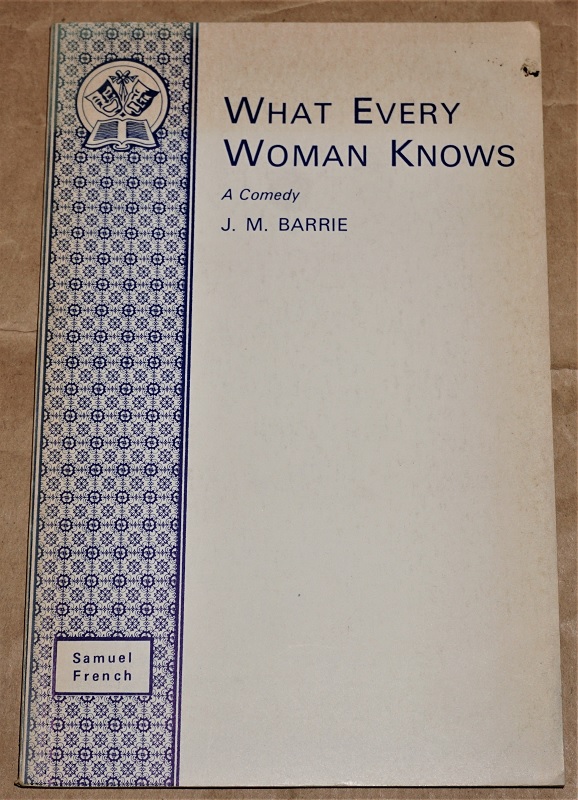 WHAT EVERY
WOMAN KNOWS
A Comedy
J. M. BARRIE
Samuel
French